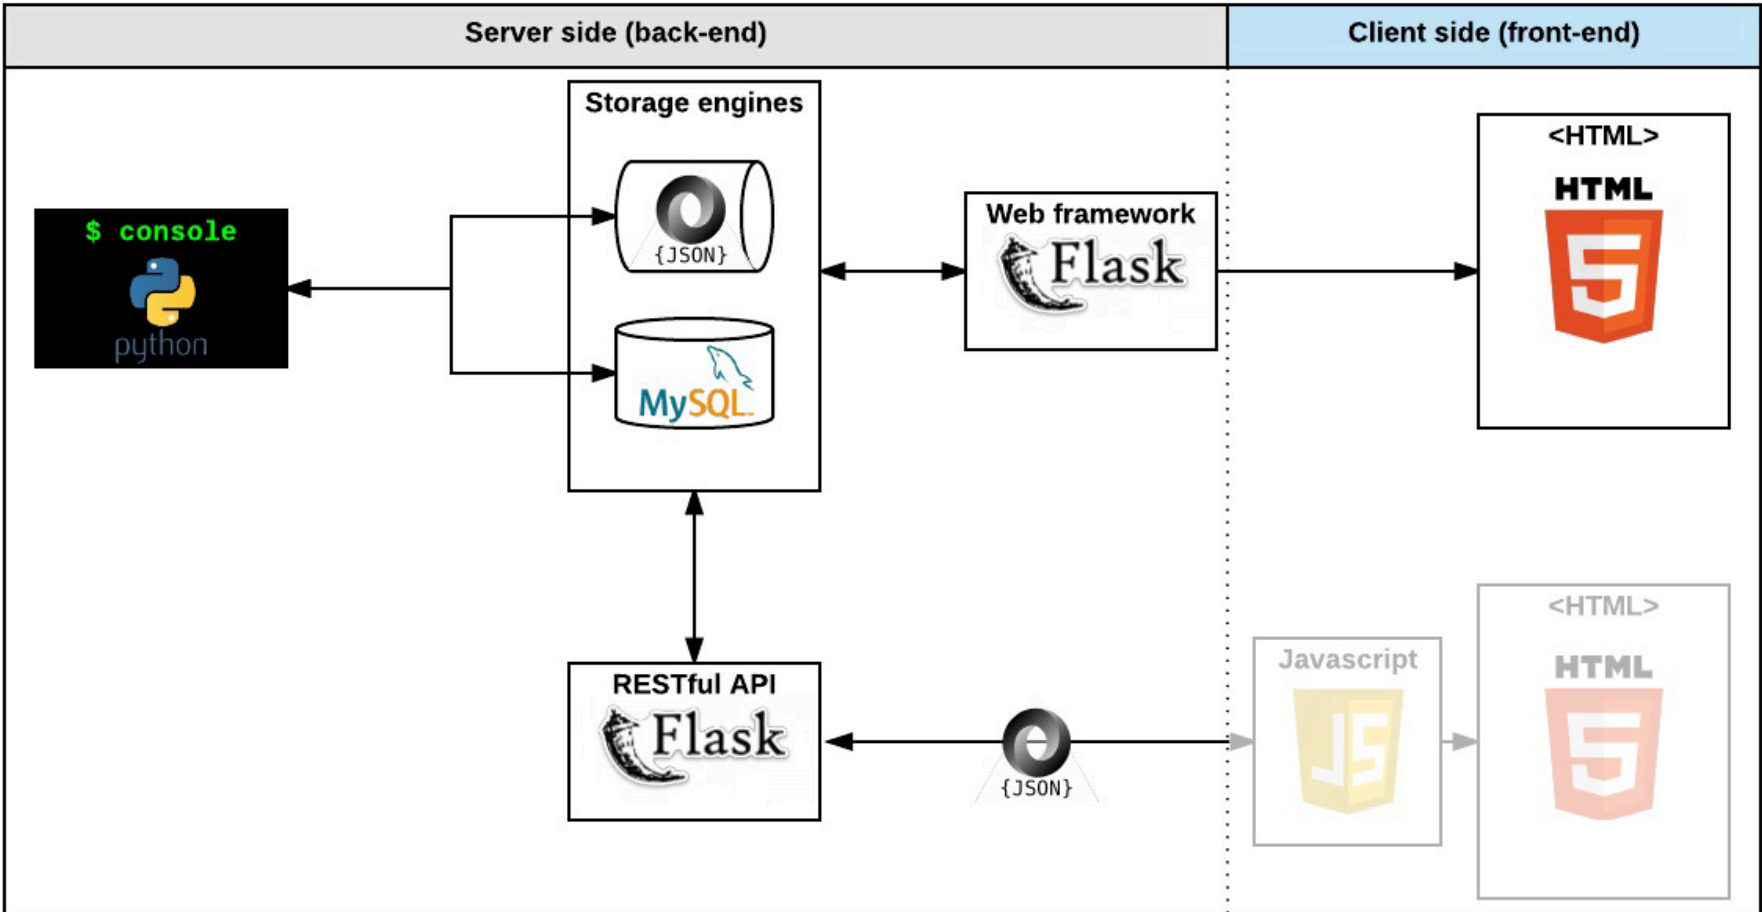 Server side (back-end)
Client side (front-end)
Storage engines
{JSON}
MySQL
$ console
python
Web framework
Flask
<HTML>
HTML
5
RESTful API
Flask
{JSON}
Javascript
JS
<HTML>
HTML
5